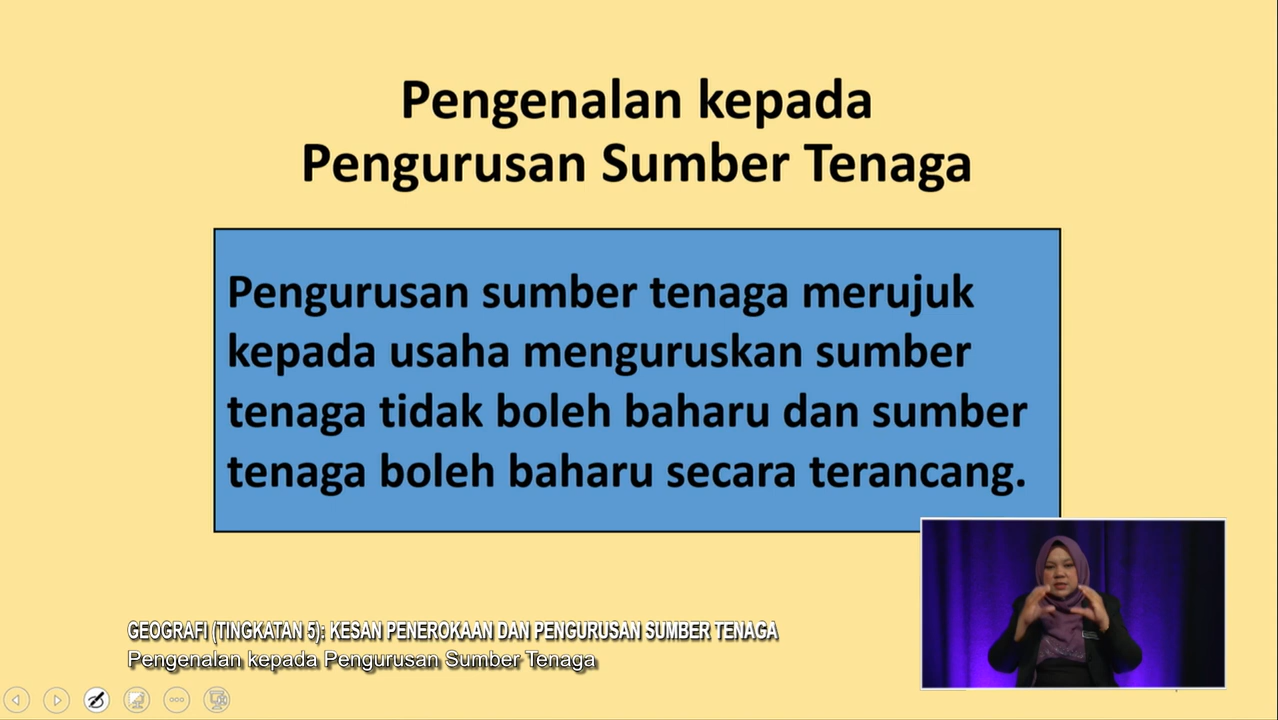 Pengenalan kepada
Pengurusan Sumber Tenaga
Pengurusan sumber tenaga merujuk
kepada usaha menguruskan sumber
tenaga tidak boleh baharu dan sumber
tenaga boleh baharu secara terancang.
GEOGRAFI (TINGKATAN 5): KESAN PENEROKAAN DAN PENGURUSAN SUMBER TENAGA
Pengenalan kepada Pengurusan Sumber Tenaga